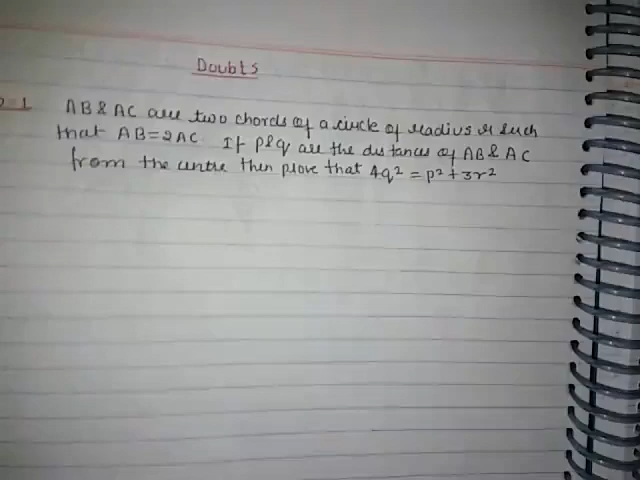 Doubts
1 AB & AC are two chords of a circle of radius r such
that AB=2AC If p&q are the distances of AB & AC
from the centre then prove that 4q² = p² + 3r²